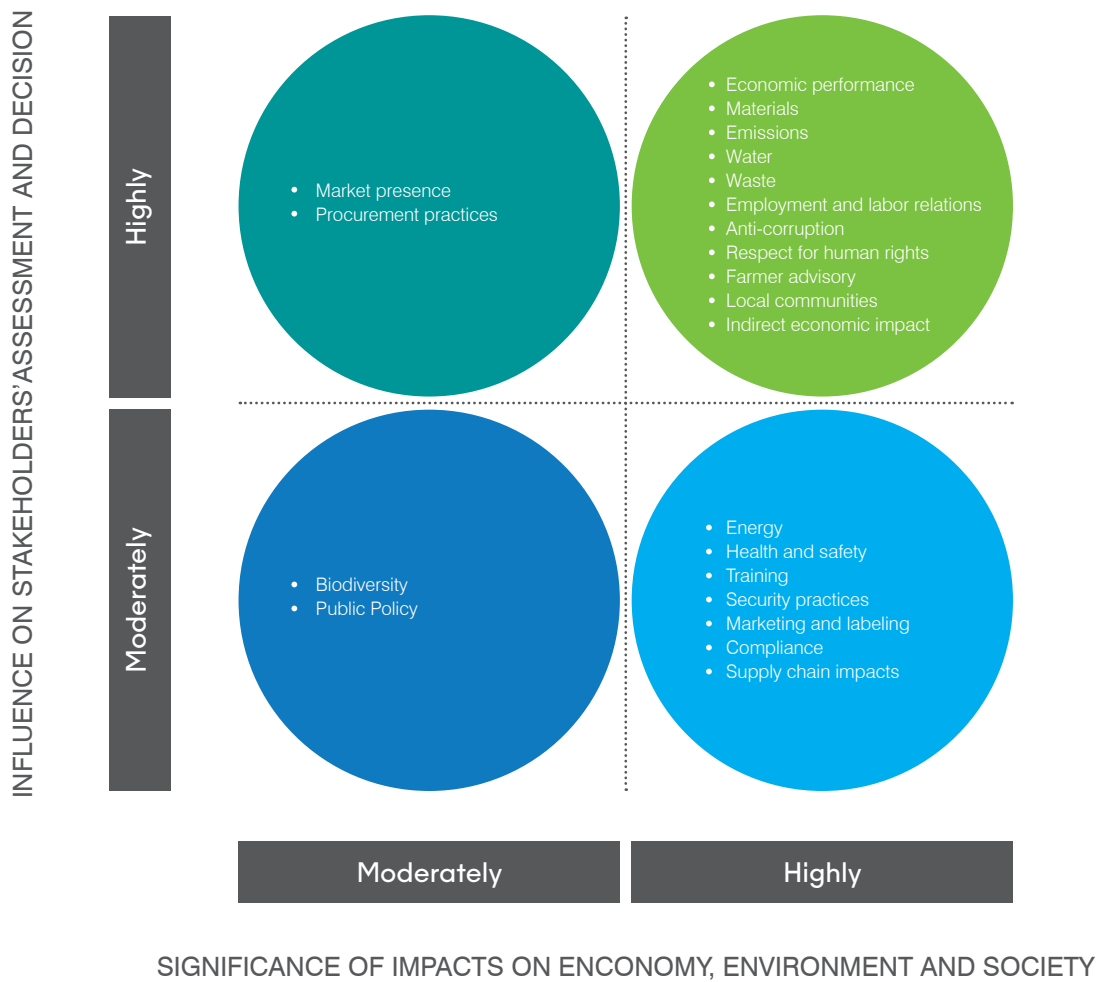 INFLUENCE ON STAKEHOLDERS' ASSESSMENT AND DECISION
Highly
• Market presence
• Procurement practices
• Economic performance
• Materials
• Emissions
• Water
• Waste
• Employment and labor relations
• Anti-corruption
• Respect for human rights
• Farmer advisory
• Local communities
• Indirect economic impact
Moderately
• Biodiversity
• Public Policy
• Energy
• Health and safety
• Training
• Security practices
• Marketing and labeling
• Compliance
• Supply chain impacts
Moderately
Highly
SIGNIFICANCE OF IMPACTS ON ENCONOMY, ENVIRONMENT AND SOCIETY